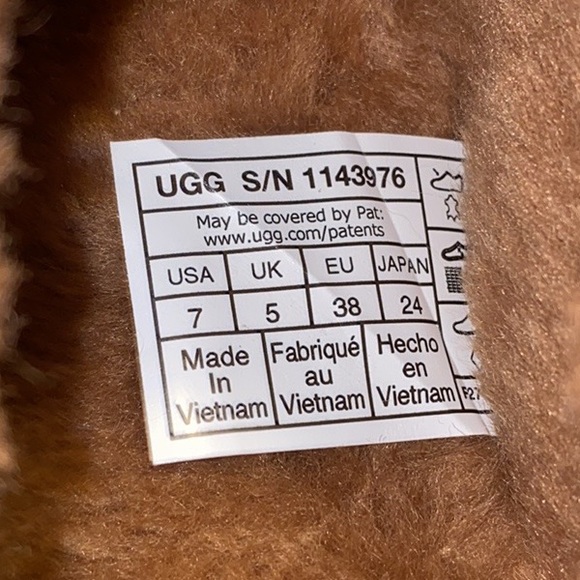 UGG S/N 1143976
May be covered by Pat:
www.ugg.com/patents
USA UK EU JAPAN
7 5 38 24
Made In Vietnam
Fabriqué au Vietnam
Hecho en Vietnam